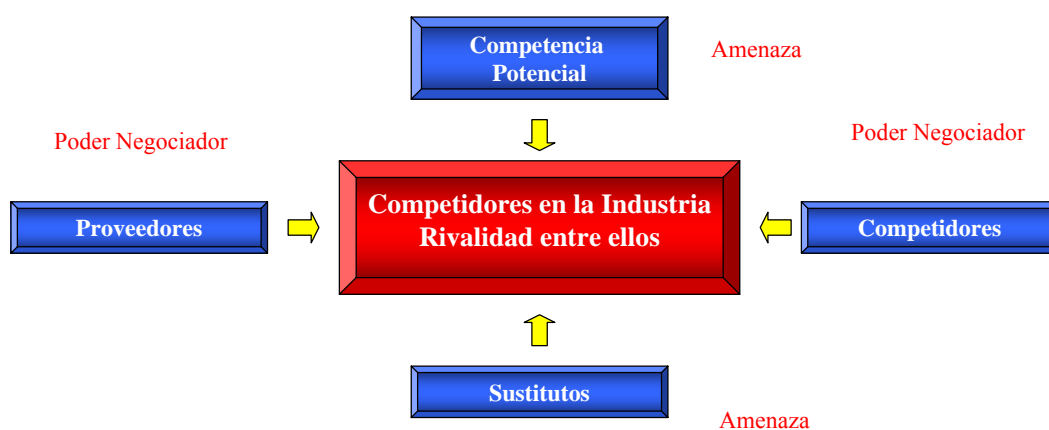 Competencia
Potencial
Amenaza
Poder Negociador
Poder Negociador
Proveedores
Competidores en la Industria
Rivalidad entre ellos
Competidores
Sustitutos
Amenaza